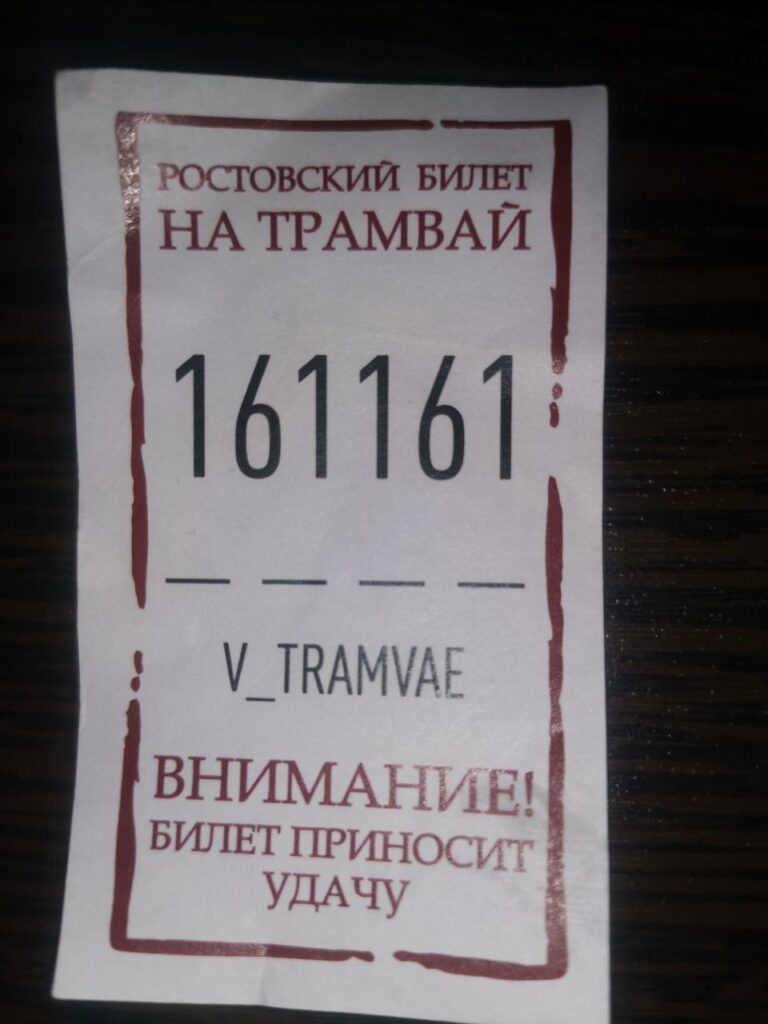 РОСТОВСКИЙ БИЛЕТ
НА ТРАМВАЙ
161161
V_TRAMVAE
ВНИМАНИЕ!
БИЛЕТ ПРИНОСИТ
УДАЧУ